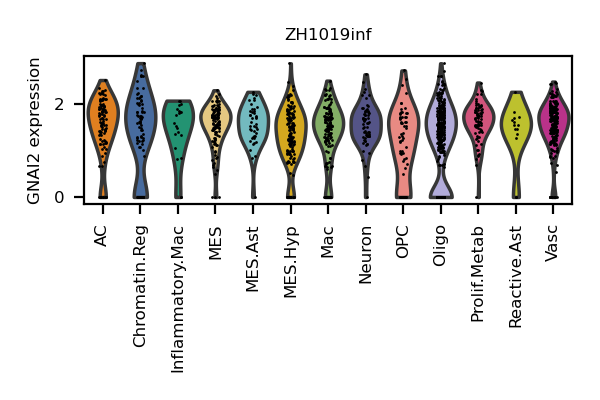 ZH1019inf
GNAI2 expression
2
0
AC
Chromatin.Reg
Inflammatory.Mac
MES
MES.Ast
MES.Hyp
Mac
Neuron
OPC
Oligo
Prolif.Metab
Reactive.Ast
Vasc